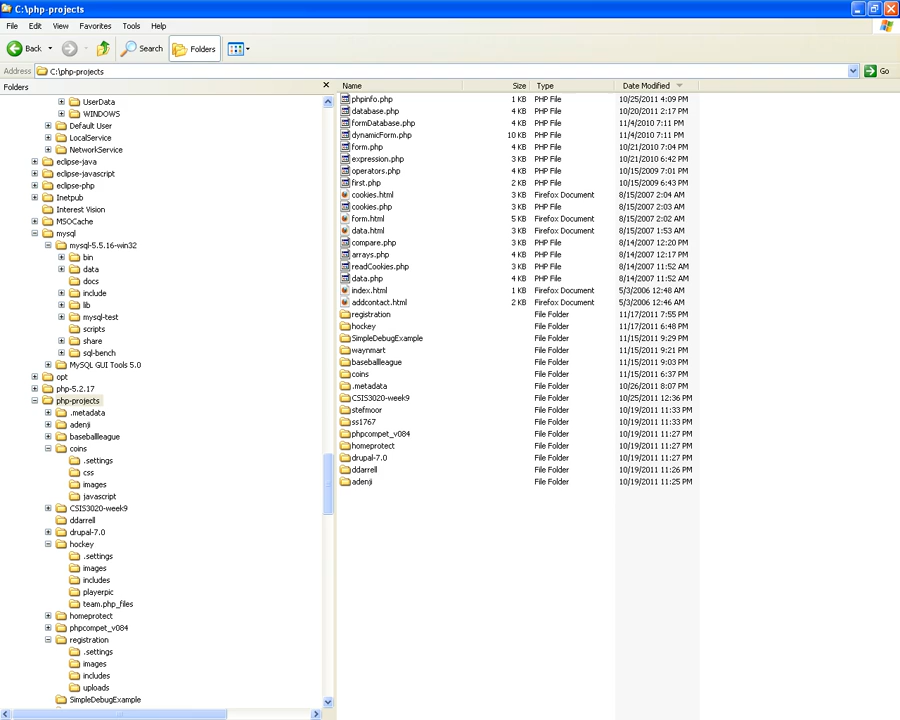 C:\php-projects
File Edit View Favorites Tools Help
Back Search Folders
Address C:\php-projects Go
Folders
UserData
WINDOWS
Default User
LocalService
NetworkService
eclipse-java
eclipse-javascript
eclipse-php
Inetpub
Interest Vision
MSOCache
mysql
mysql-5.5.16-win32
bin
data
docs
include
lib
mysql-test
scripts
share
sql-bench
MySQL GUI Tools 5.0
opt
php-5.2.17
php-projects
.metadata
adenji
baseballleague
coins
.settings
css
images
javascript
CSIS3020-week9
ddarrell
drupal-7.0
hockey
.settings
images
includes
playerpic
team.php_files
homeprotect
phpcompet_v084
registration
.settings
images
includes
uploads
SimpleDebugExample
Name Size Type Date Modified
phpinfo.php 1 KB PHP File 10/25/2011 4:09 PM
database.php 4 KB PHP File 10/20/2011 2:17 PM
formDatabase.php 4 KB PHP File 11/4/2010 7:11 PM
dynamicForm.php 10 KB PHP File 11/4/2010 7:11 PM
form.php 4 KB PHP File 10/21/2010 7:04 PM
expression.php 3 KB PHP File 10/21/2010 6:42 PM
operators.php 4 KB PHP File 10/15/2009 7:01 PM
first.php 2 KB PHP File 10/15/2009 6:43 PM
cookies.html 3 KB Firefox Document 8/15/2007 2:04 AM
cookies.php 3 KB PHP File 8/15/2007 2:03 AM
form.html 5 KB Firefox Document 8/15/2007 2:02 AM
data.html 3 KB Firefox Document 8/15/2007 1:53 AM
compare.php 3 KB PHP File 8/14/2007 12:20 PM
arrays.php 4 KB PHP File 8/14/2007 12:17 PM
readCookies.php 3 KB PHP File 8/14/2007 11:52 AM
data.php 4 KB PHP File 8/14/2007 11:52 AM
index.html 1 KB Firefox Document 5/3/2006 12:48 AM
addcontact.html 2 KB Firefox Document 5/3/2006 12:46 AM
registration File Folder 11/17/2011 7:55 PM
hockey File Folder 11/17/2011 6:48 PM
SimpleDebugExample File Folder 11/15/2011 9:29 PM
waynmart File Folder 11/15/2011 9:21 PM
baseballleague File Folder 11/15/2011 9:03 PM
coins File Folder 11/15/2011 6:37 PM
.metadata File Folder 10/26/2011 8:07 PM
CSIS3020-week9 File Folder 10/25/2011 12:36 PM
stefmoor File Folder 10/19/2011 11:33 PM
ss1767 File Folder 10/19/2011 11:33 PM
phpcompet_v084 File Folder 10/19/2011 11:27 PM
homeprotect File Folder 10/19/2011 11:27 PM
drupal-7.0 File Folder 10/19/2011 11:27 PM
ddarrell File Folder 10/19/2011 11:26 PM
adenji File Folder 10/19/2011 11:25 PM